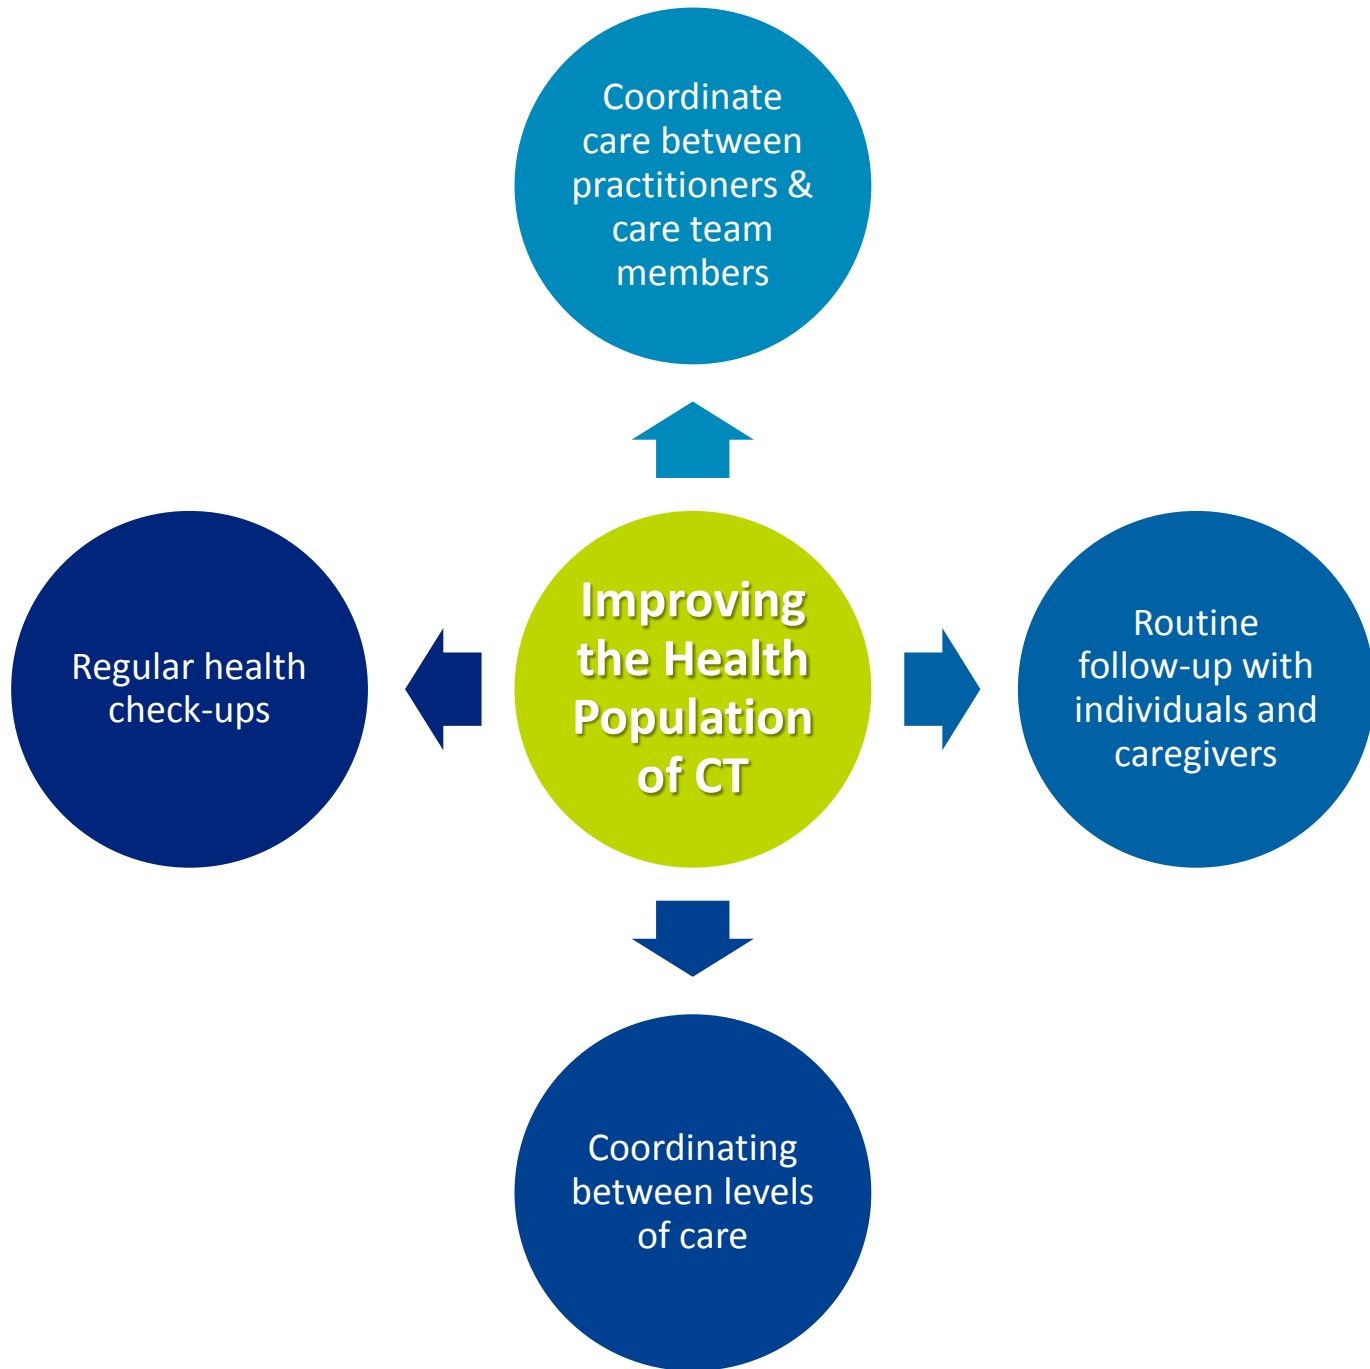 Coordinate
care between
practitioners &
care team
members
Improving
the Health
Population
of CT
Regular health
check-ups
Routine
follow-up with
individuals and
caregivers
Coordinating
between levels
of care